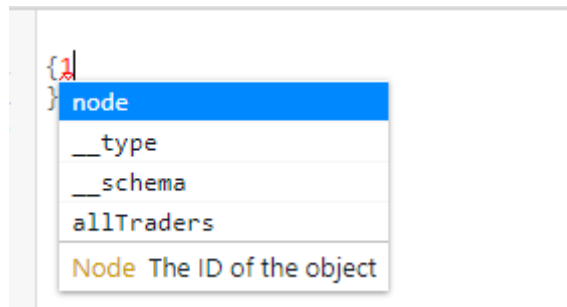 {1
}
node
__type
__schema
allTraders
Node The ID of the object